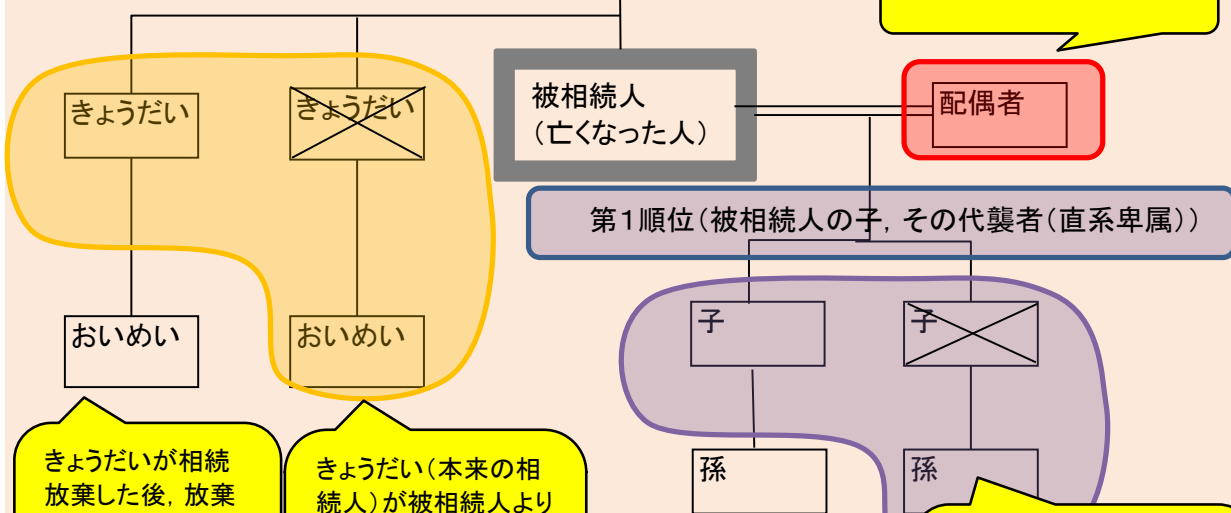 きょうだい
きょうだい
被相続人
（亡くなった人）
配偶者
第１順位（被相続人の子，その代襲者（直系卑属））
おいめい
おいめい
子
子
きょうだいが相続
放棄した後，放棄
きょうだい（本来の相
続人）が被相続人より
孫
孫